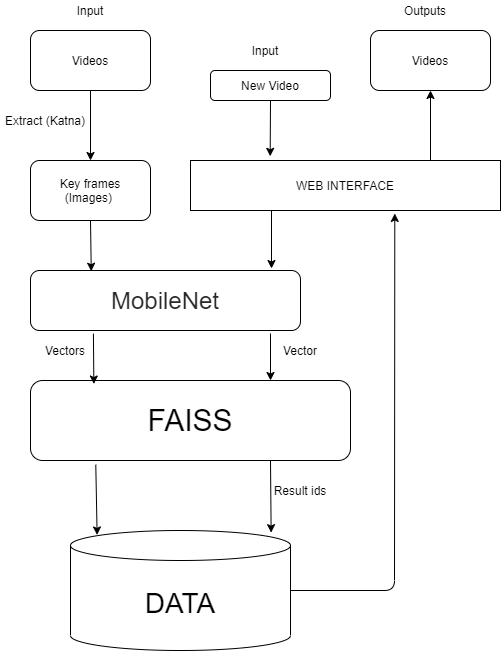 Input
Outputs
Videos
Input
New Video
Videos
Extract (Katna)
Key frames
(Images)
WEB INTERFACE
MobileNet
Vectors
Vector
FAISS
Result ids
DATA